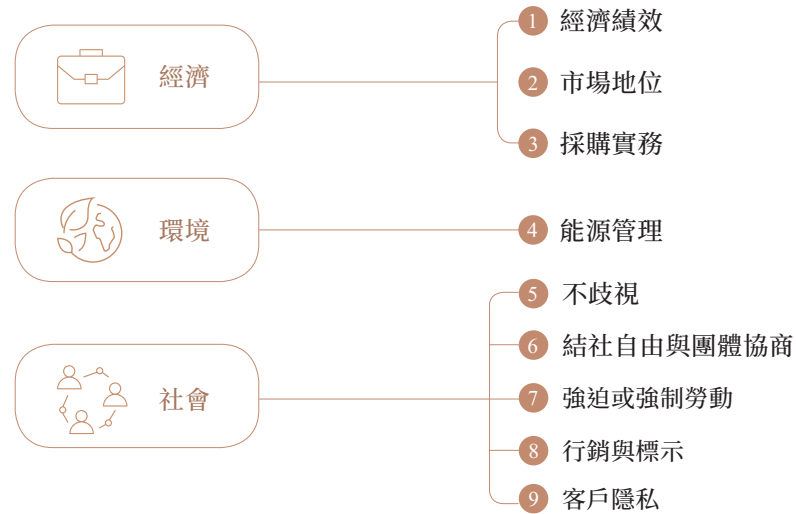 經濟
1 經濟績效
2 市場地位
3 採購實務
環境
4 能源管理
社會
5 不歧視
6 結社自由與團體協商
7 強迫或強制勞動
8 行銷與標示
9 客戶隱私